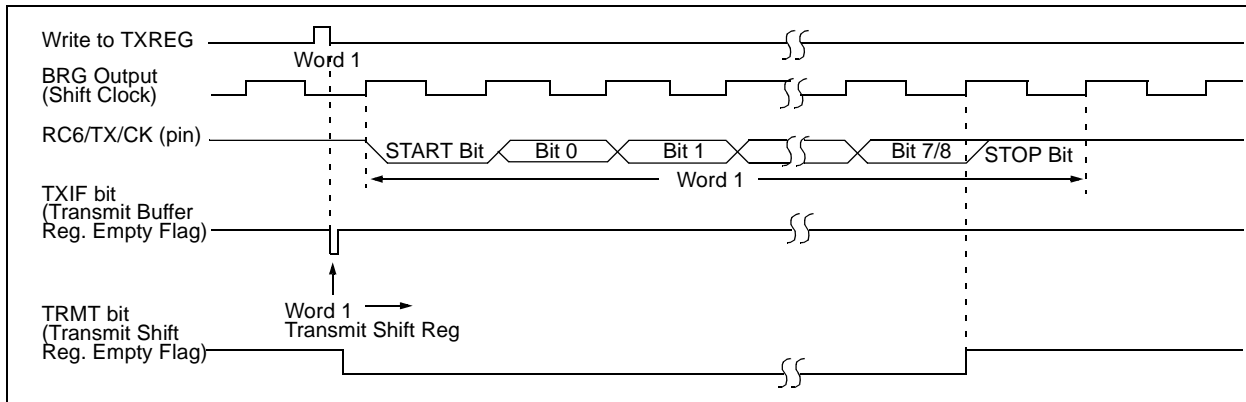 Write to TXREG
Word 1
BRG Output
(Shift Clock)
RC6/TX/CK (pin)
START Bit
Bit 0
Bit 1
Bit 7/8
STOP Bit
Word 1
TXIF bit
(Transmit Buffer
Reg. Empty Flag)
Word 1
Transmit Shift Reg
TRMT bit
(Transmit Shift
Reg. Empty Flag)